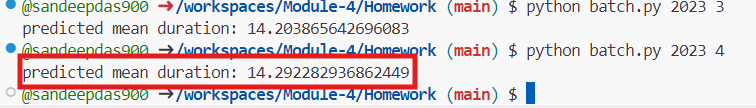 @sandeepdas900 ➜/workspaces/Module-4/Homework (main) $ python batch.py 2023 3
predicted mean duration: 14.203865642696083
@sandeepdas900 ➜/workspaces/Module-4/Homework (main) $ python batch.py 2023 4
predicted mean duration: 14.292282936862449
@sandeepdas900 ➜/workspaces/Module-4/Homework (main) $